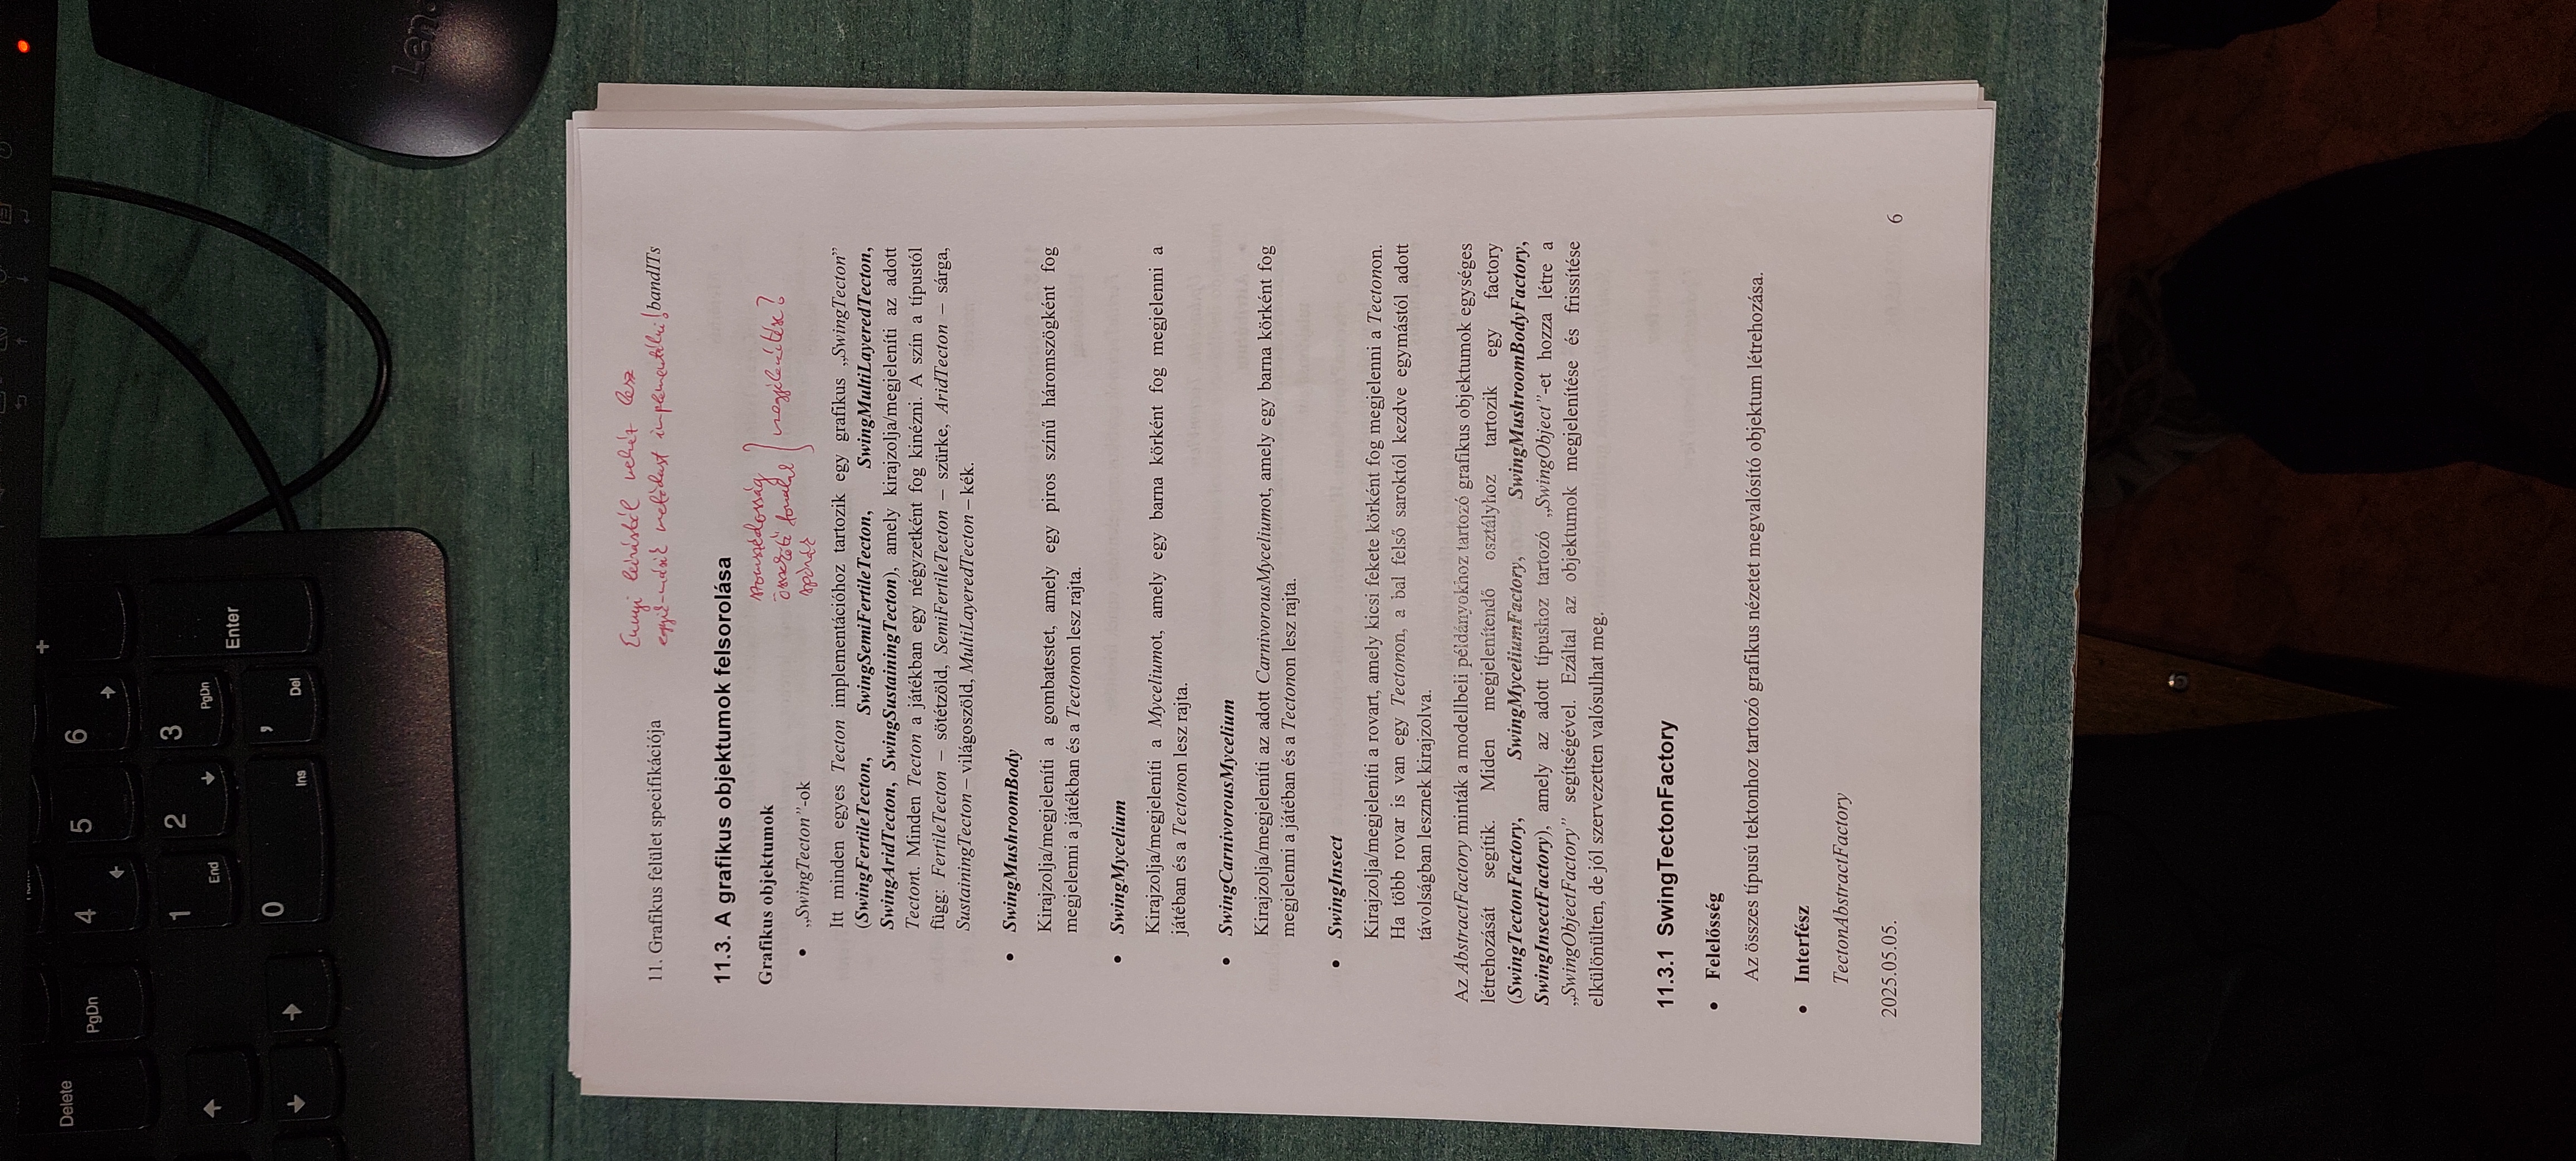 Delete
PgDn
4
5
6
+
1
End
2
3
PgDn
Enter
0
Ins
,
Del
Len
Ennyi leírásból nehéz lesz
egyik-másik metódust implementálni!
11. Grafikus felület specifikációja
bandITs
11.3. A grafikus objektumok felsorolása
szomszédosság
összekötő fonalak
spórák
megjelenítése?
Grafikus objektumok
• „SwingTecton”-ok
Itt minden egyes Tecton implementációhoz tartozik egy grafikus „SwingTecton”
(SwingFertileTecton, SwingSemiFertileTecton, SwingMultiLayeredTecton,
SwingAridTecton, SwingSustainingTecton), amely kirajzolja/megjeleníti az adott
Tectont. Minden Tecton a játékban egy négyzetként fog kinézni. A szín a típustól
függ: FertileTecton – sötétzöld, SemiFertileTecton – szürke, AridTecton – sárga,
SustainingTecton – világoszöld, MultiLayeredTecton – kék.
• SwingMushroomBody
Kirajzolja/megjeleníti a gombatestet, amely egy piros színű háromszögként fog
megjelenni a játékban és a Tectonon lesz rajta.
• SwingMycelium
Kirajzolja/megjeleníti a Myceliumot, amely egy barna körként fog megjelenni a
játéban és a Tectonon lesz rajta.
• SwingCarnivorousMycelium
Kirajzolja/megjeleníti az adott CarnivorousMyceliumot, amely egy barna körként fog
megjelenni a játéban és a Tectonon lesz rajta.
• SwingInsect
Kirajzolja/megjeleníti a rovart, amely kicsi fekete körként fog megjelenni a Tectonon.
Ha több rovar is van egy Tectonon, a bal felső saroktól kezdve egymástól adott
távolságban lesznek kirajzolva.
Az AbstractFactory minták a modellbeli példányokhoz tartozó grafikus objektumok egységes
létrehozását segítik. Miden megjelenítendő osztályhoz tartozik egy factory
(SwingTectonFactory, SwingMyceliumFactory, SwingMushroomBodyFactory,
SwingInsectFactory), amely az adott típushoz tartozó „SwingObject”-et hozza létre a
„SwingObjectFactory” segítségével. Ezáltal az objektumok megjelenítése és frissítése
elkülönülten, de jól szervezetten valósulhat meg.
11.3.1 SwingTectonFactory
• Felelősség
Az összes típusú tektonhoz tartozó grafikus nézetet megvalósító objektum létrehozása.
• Interfész
TectonAbstractFactory
2025.05.05.
6